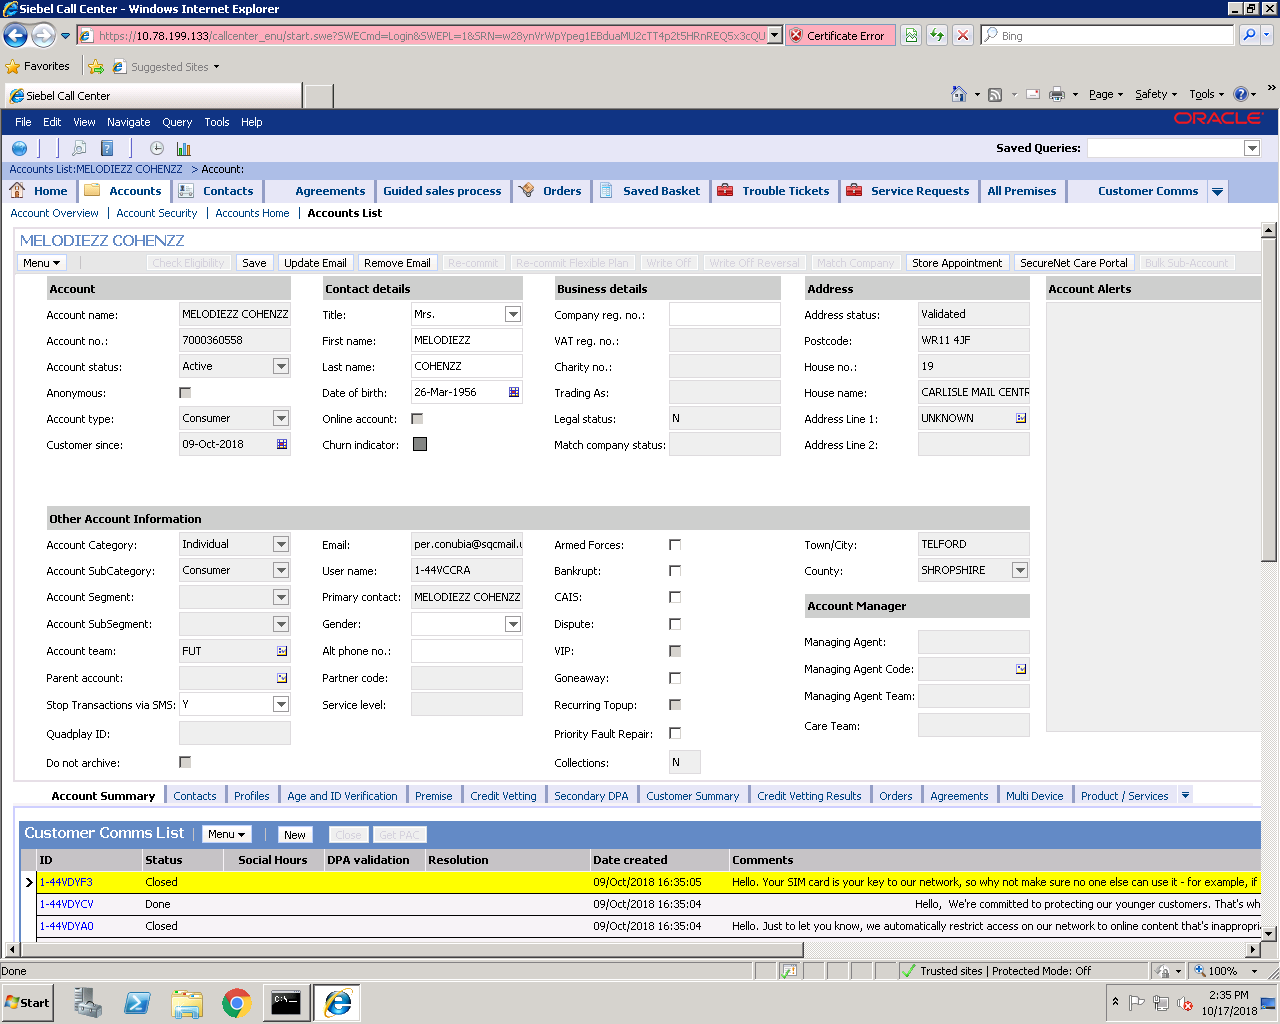 Siebel Call Center - Windows Internet Explorer
https://10.78.199.133/callcenter_enu/start.swe?SWECmd=Login&SWEPL=1&SRN=w28ynVrWpYpeg1EBduaMU2cTT4p2t5HRnREQ5x3cQU Certificate Error Bing
Favorites Suggested Sites
Siebel Call Center Page Safety Tools
File Edit View Navigate Query Tools Help ORACLE
Saved Queries:
Accounts List:MELODIEZZ COHENZZ > Account:
Home Accounts Contacts Agreements Guided sales process Orders Saved Basket Trouble Tickets Service Requests All Premises Customer Comms
Account Overview Account Security Accounts Home Accounts List
MELODIEZZ COHENZZ
Menu Check Eligibility Save Update Email Remove Email Re-commit Re-commit Flexible Plan Write Off Write Off Reversal Match Company Store Appointment SecureNet Care Portal Bulk Sub-Account
Account Contact details Business details Address Account Alerts
Account name: MELODIEZZ COHENZZ Title: Mrs. Company reg. no.: Address status: Validated
Account no.: 7000360558 First name: MELODIEZZ VAT reg. no.: Postcode: WR11 4JF
Account status: Active Last name: COHENZZ Charity no.: House no.: 19
Anonymous: Date of birth: 26-Mar-1956 Trading As: House name: CARLISLE MAIL CENTR
Account type: Consumer Online account: Legal status: N Address Line 1: UNKNOWN
Customer since: 09-Oct-2018 Churn indicator: Match company status: Address Line 2:
Other Account Information
Account Category: Individual Email: per.conubia@sqcmail.u Armed Forces: Town/City: TELFORD
Account SubCategory: Consumer User name: 1-44VCCRA Bankrupt: County: SHROPSHIRE
Account Segment: Primary contact: MELODIEZZ COHENZZ CAIS: Account Manager
Account SubSegment: Gender: Dispute:
Account team: FUT Alt phone no.: VIP: Managing Agent:
Parent account: Partner code: Goneaway: Managing Agent Code:
Stop Transactions via SMS: Y Service level: Recurring Topup: Managing Agent Team:
Quadplay ID: Priority Fault Repair: Care Team:
Do not archive: Collections: N
Account Summary Contacts Profiles Age and ID Verification Premise Credit Vetting Secondary DPA Customer Summary Credit Vetting Results Orders Agreements Multi Device Product / Services
Customer Comms List Menu New Close Get PAC
ID Status Social Hours DPA validation Resolution Date created Comments
1-44VDYF3 Closed 09/Oct/2018 16:35:05 Hello. Your SIM card is your key to our network, so why not make sure no one else can use it - for example, if
1-44VDYCV Done 09/Oct/2018 16:35:04 Hello, We're committed to protecting our younger customers. That's wh
1-44VDYA0 Closed 09/Oct/2018 16:35:04 Hello. Just to let you know, we automatically restrict access on our network to online content that's inappropri
Done Trusted sites | Protected Mode: Off 100%
Start 2:35 PM
10/17/2018